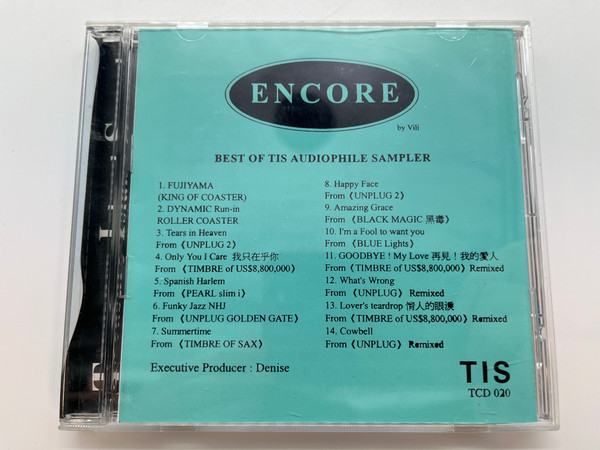 ENCORE
by Vili
BEST OF TIS AUDIOPHILE SAMPLER
1. FUJIYAMA
(KING OF COASTER)
2. DYNAMIC Run-in
ROLLER COASTER
3. Tears in Heaven
From《UNPLUG 2》
4. Only You I Care 我只在乎你
From《TIMBRE of US$8,800,000》
5. Spanish Harlem
From《PEARL slim i》
6. Funky Jazz NHJ
From《UNPLUG GOLDEN GATE》
7. Summertime
From《TIMBRE OF SAX》
8. Happy Face
From《UNPLUG 2》
9. Amazing Grace
From《BLACK MAGIC 黑毒》
10. I'm a Fool to want you
From《BLUE Lights》
11. GOODBYE ! My Love 再見！我的愛人
From《TIMBRE of US$8,800,000》Remixed
12. What's Wrong
From《UNPLUG》Remixed
13. Lover's teardrop 情人的眼淚
From《TIMBRE of US$8,800,000》Remixed
14. Cowbell
From《UNPLUG》Remixed
Executive Producer : Denise
TIS
TCD 020